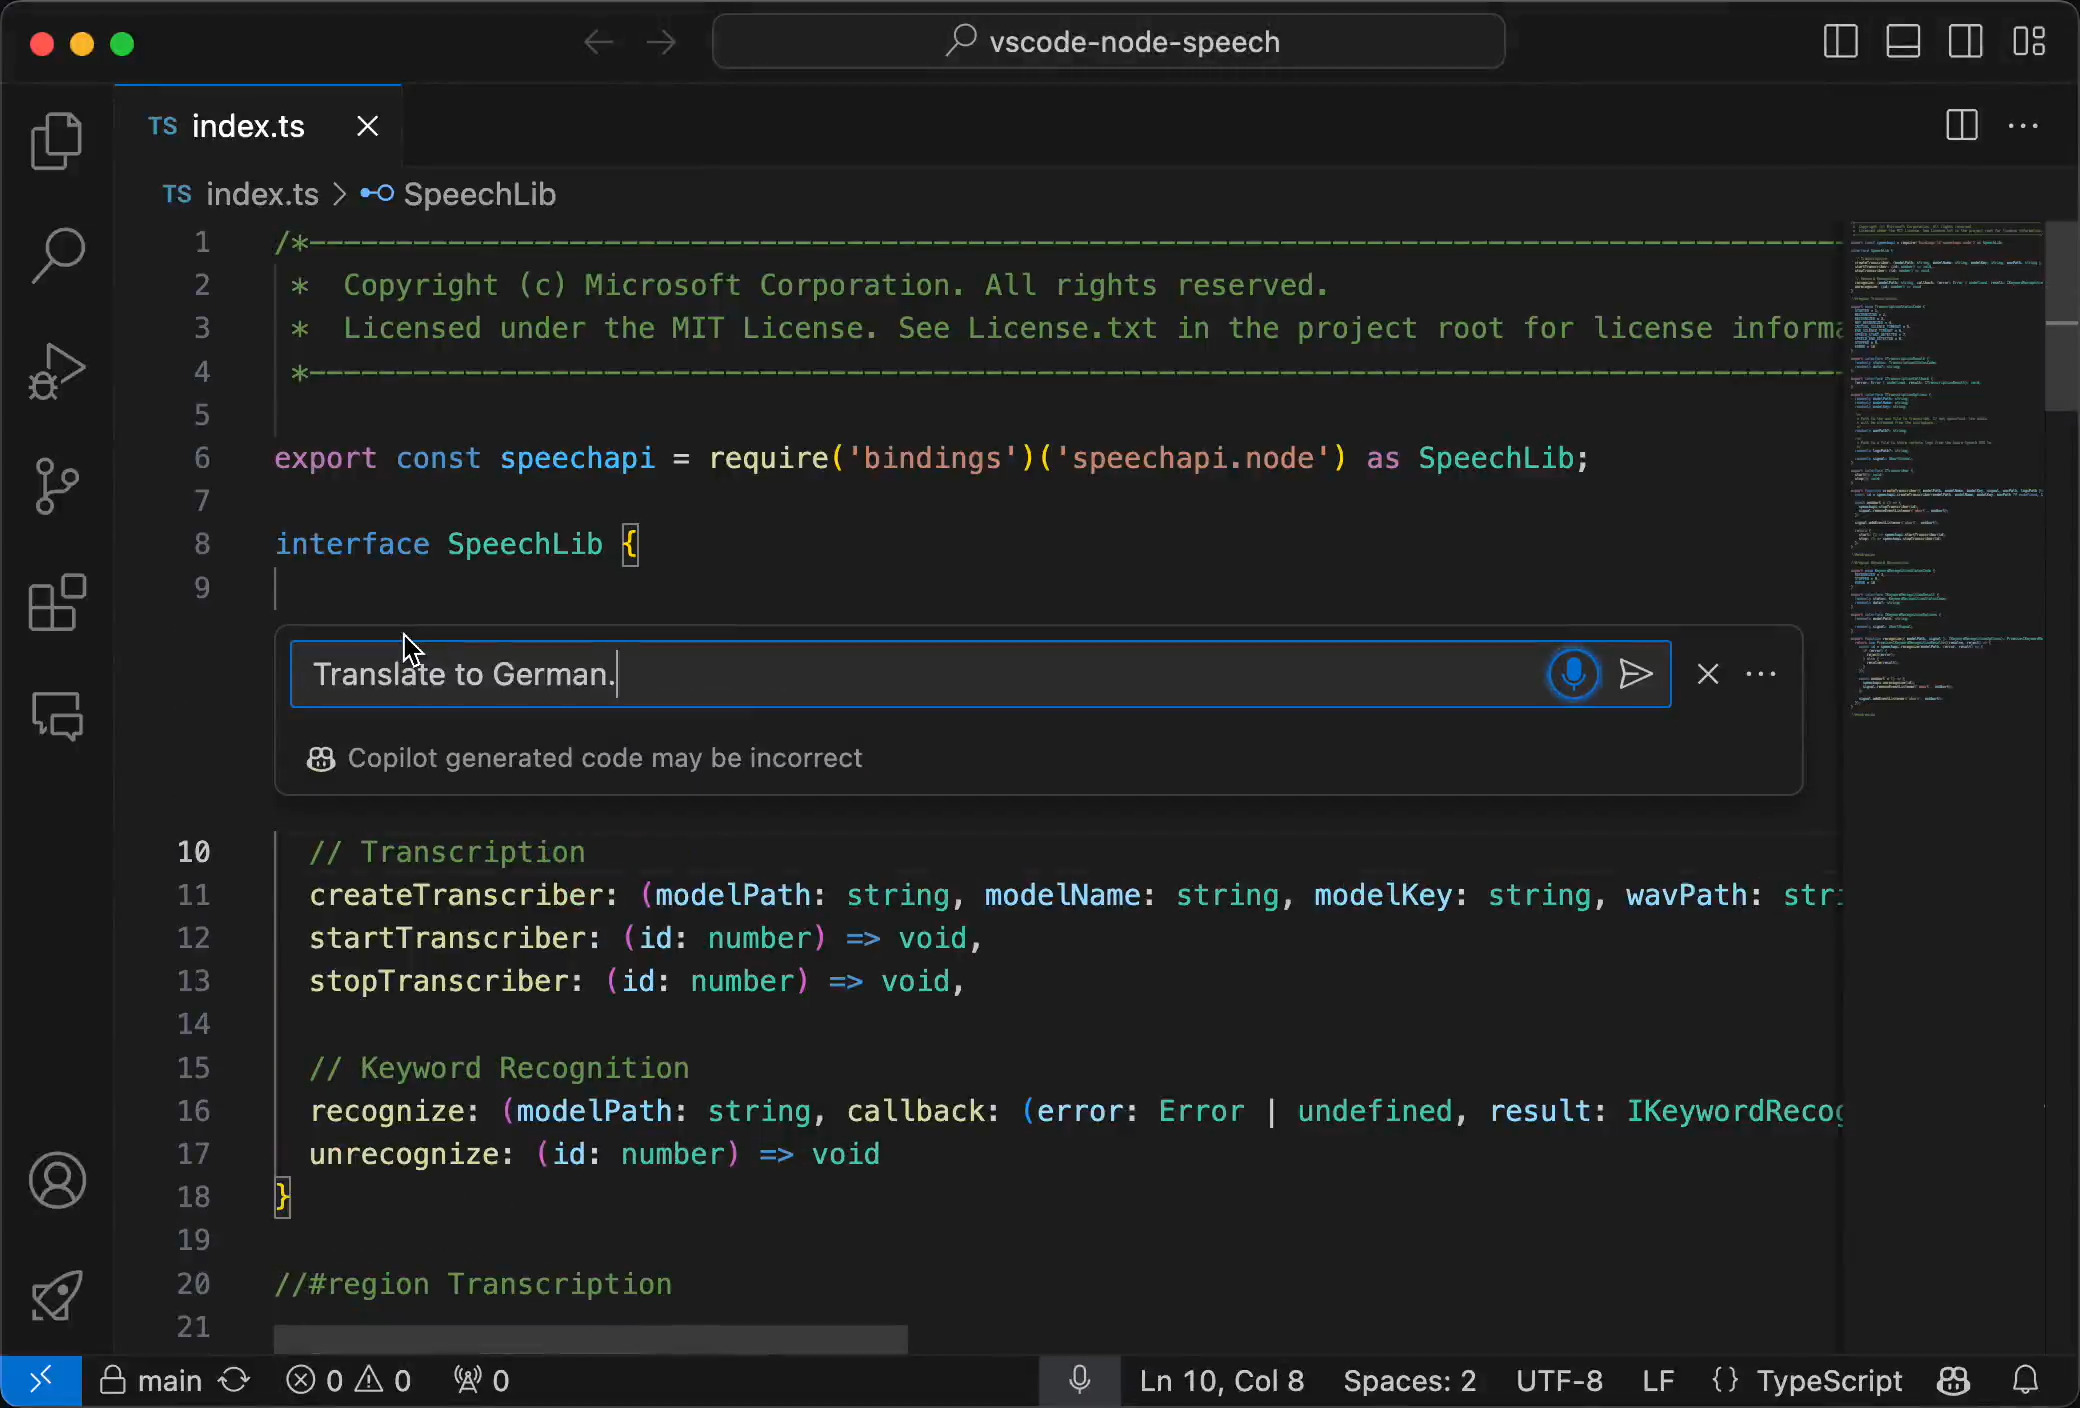 vscode-node-speech
TS index.ts
TS index.ts > SpeechLib
1 /*---------------------------------------------------------------------------------------------
2 * Copyright (c) Microsoft Corporation. All rights reserved.
3 * Licensed under the MIT License. See License.txt in the project root for license informa
4 *---------------------------------------------------------------------------------------------
5
6 export const speechapi = require('bindings')('speechapi.node') as SpeechLib;
7
8 interface SpeechLib {
9
Translate to German.
Copilot generated code may be incorrect
10 // Transcription
11 createTranscriber: (modelPath: string, modelName: string, modelKey: string, wavPath: stri
12 startTranscriber: (id: number) => void,
13 stopTranscriber: (id: number) => void,
14
15 // Keyword Recognition
16 recognize: (modelPath: string, callback: (error: Error | undefined, result: IKeywordRecog
17 unrecognize: (id: number) => void
18 }
19
20 //#region Transcription
21
main 0 0 0 Ln 10, Col 8 Spaces: 2 UTF-8 LF {} TypeScript